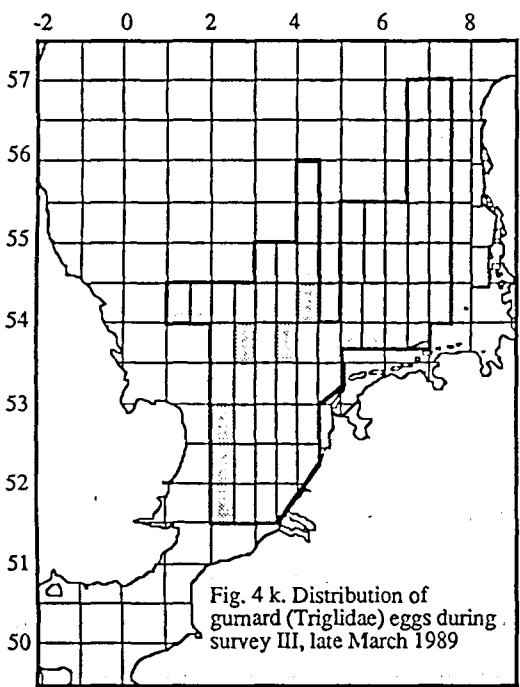 -2 0 2 4 6 8
57
56
55
54
53
52
51
50
Fig. 4 k. Distribution of
gurnard (Triglidae) eggs during
survey III, late March 1989